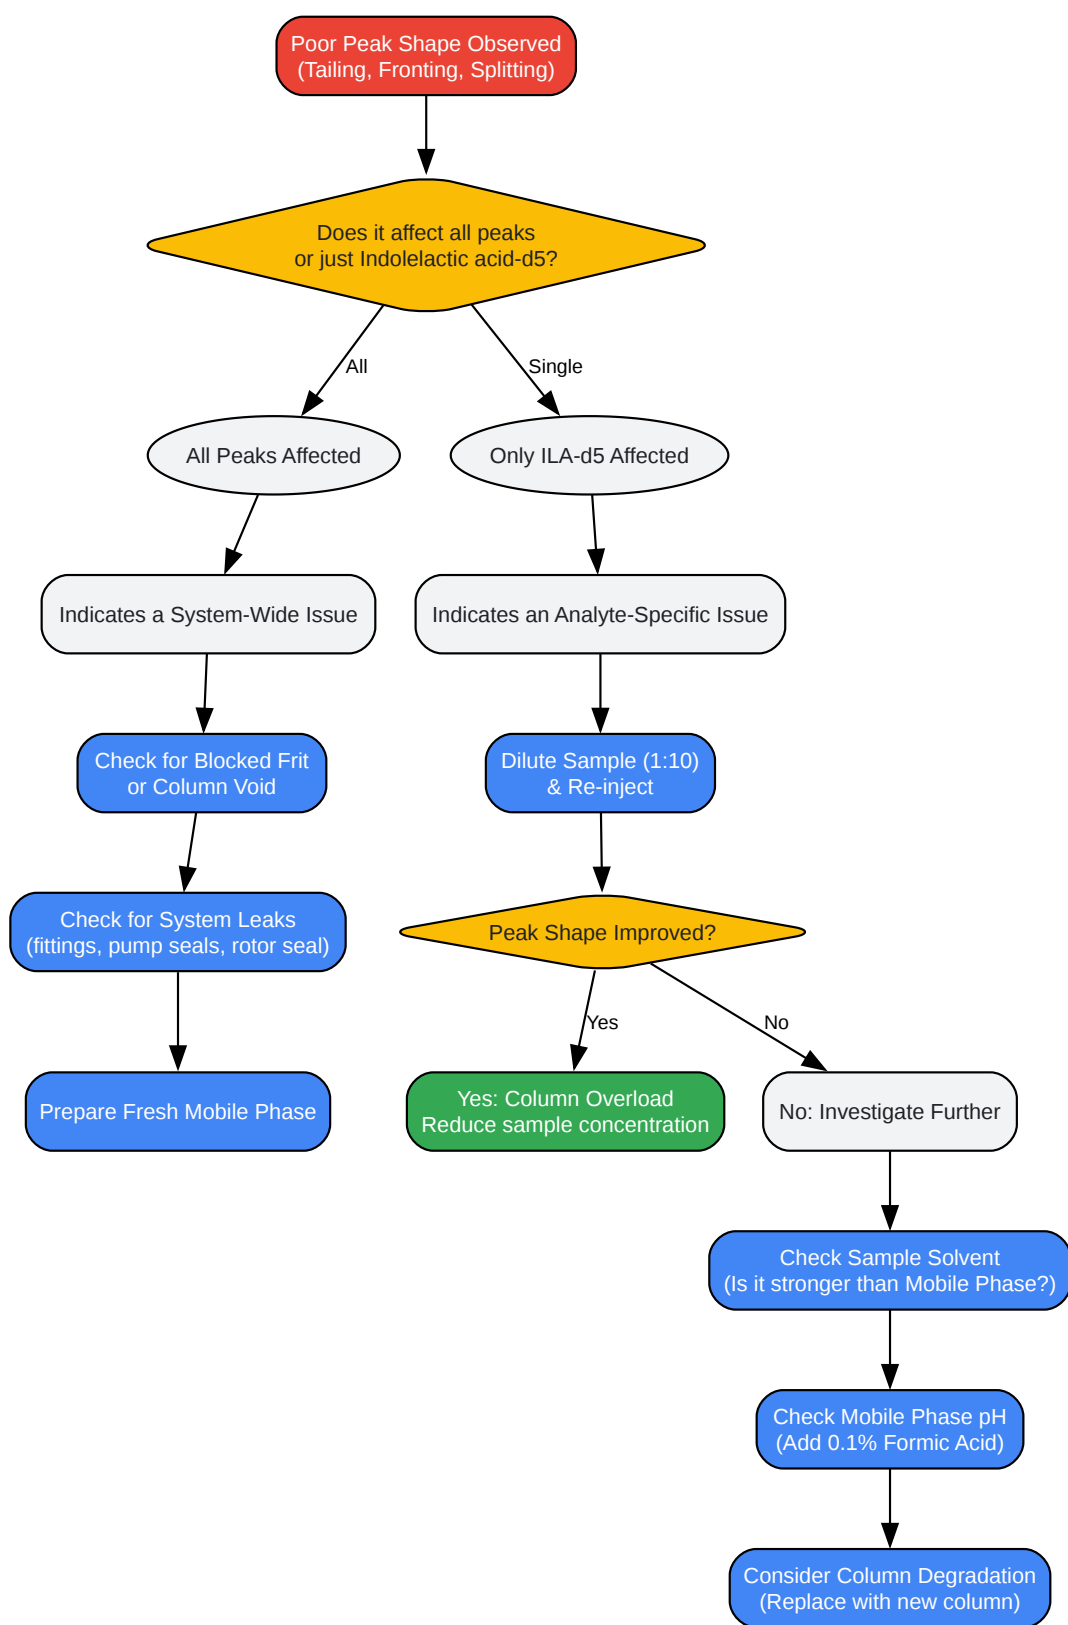 Poor Peak Shape Observed
(Tailing, Fronting, Splitting)
Does it affect all peaks
or just Indolelactic acid-d5?
All
Single
All Peaks Affected
Only ILA-d5 Affected
Indicates a System-Wide Issue
Indicates an Analyte-Specific Issue
Check for Blocked Frit
or Column Void
Dilute Sample (1:10)
& Re-inject
Check for System Leaks
(fittings, pump seals, rotor seal)
Peak Shape Improved?
Yes
No
Prepare Fresh Mobile Phase
Yes: Column Overload
Reduce sample concentration
No: Investigate Further
Check Sample Solvent
(Is it stronger than Mobile Phase?)
Check Mobile Phase pH
(Add 0.1% Formic Acid)
Consider Column Degradation
(Replace with new column)